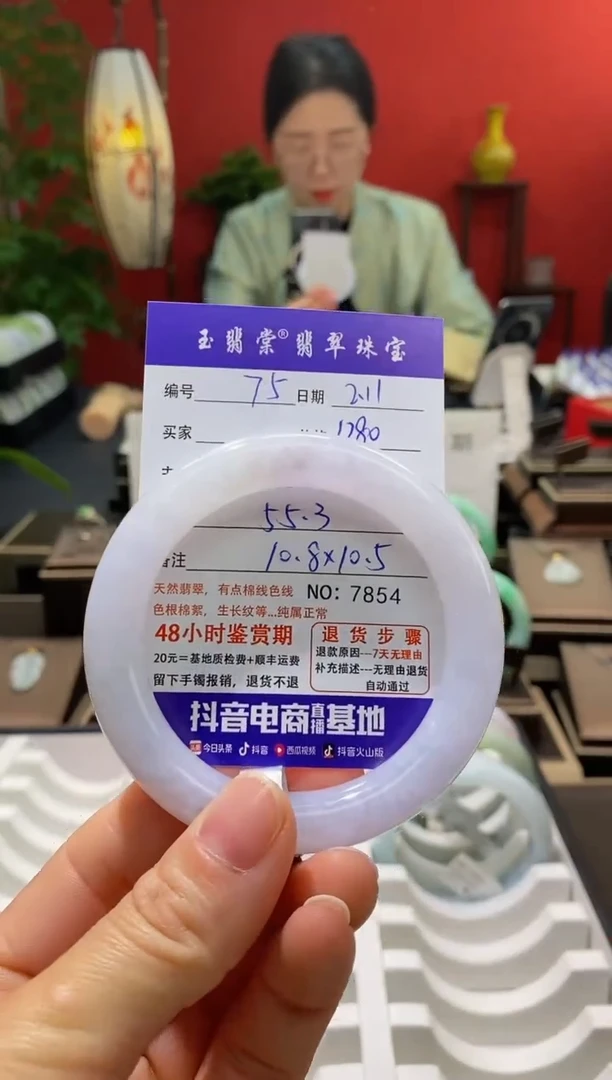 玉翡棠®翡翠珠宝
编号 75 日期 2.11
买家 1780
55.3
备注 10.8×10.5
天然翡翠，有点棉线色线 NO: 7854
色根棉絮，生长纹等...纯属正常
48小时鉴赏期
20元=基地质检费+顺丰运费
留下手镯报销，退货不退
退货步骤
退款原因---7天无理由
补充描述---无理由退货
自动通过
抖音电商直播基地
头条 今日头条 抖音 西瓜视频 抖音火山版